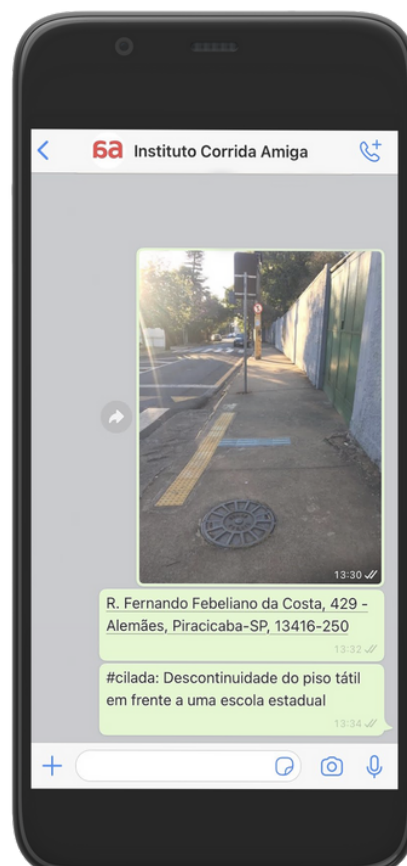 Instituto Corrida Amiga
13:30
R. Fernando Febeliano da Costa, 429 -
Alemães, Piracicaba-SP, 13416-250
13:32
#cilada: Descontinuidade do piso tátil
em frente a uma escola estadual
13:34